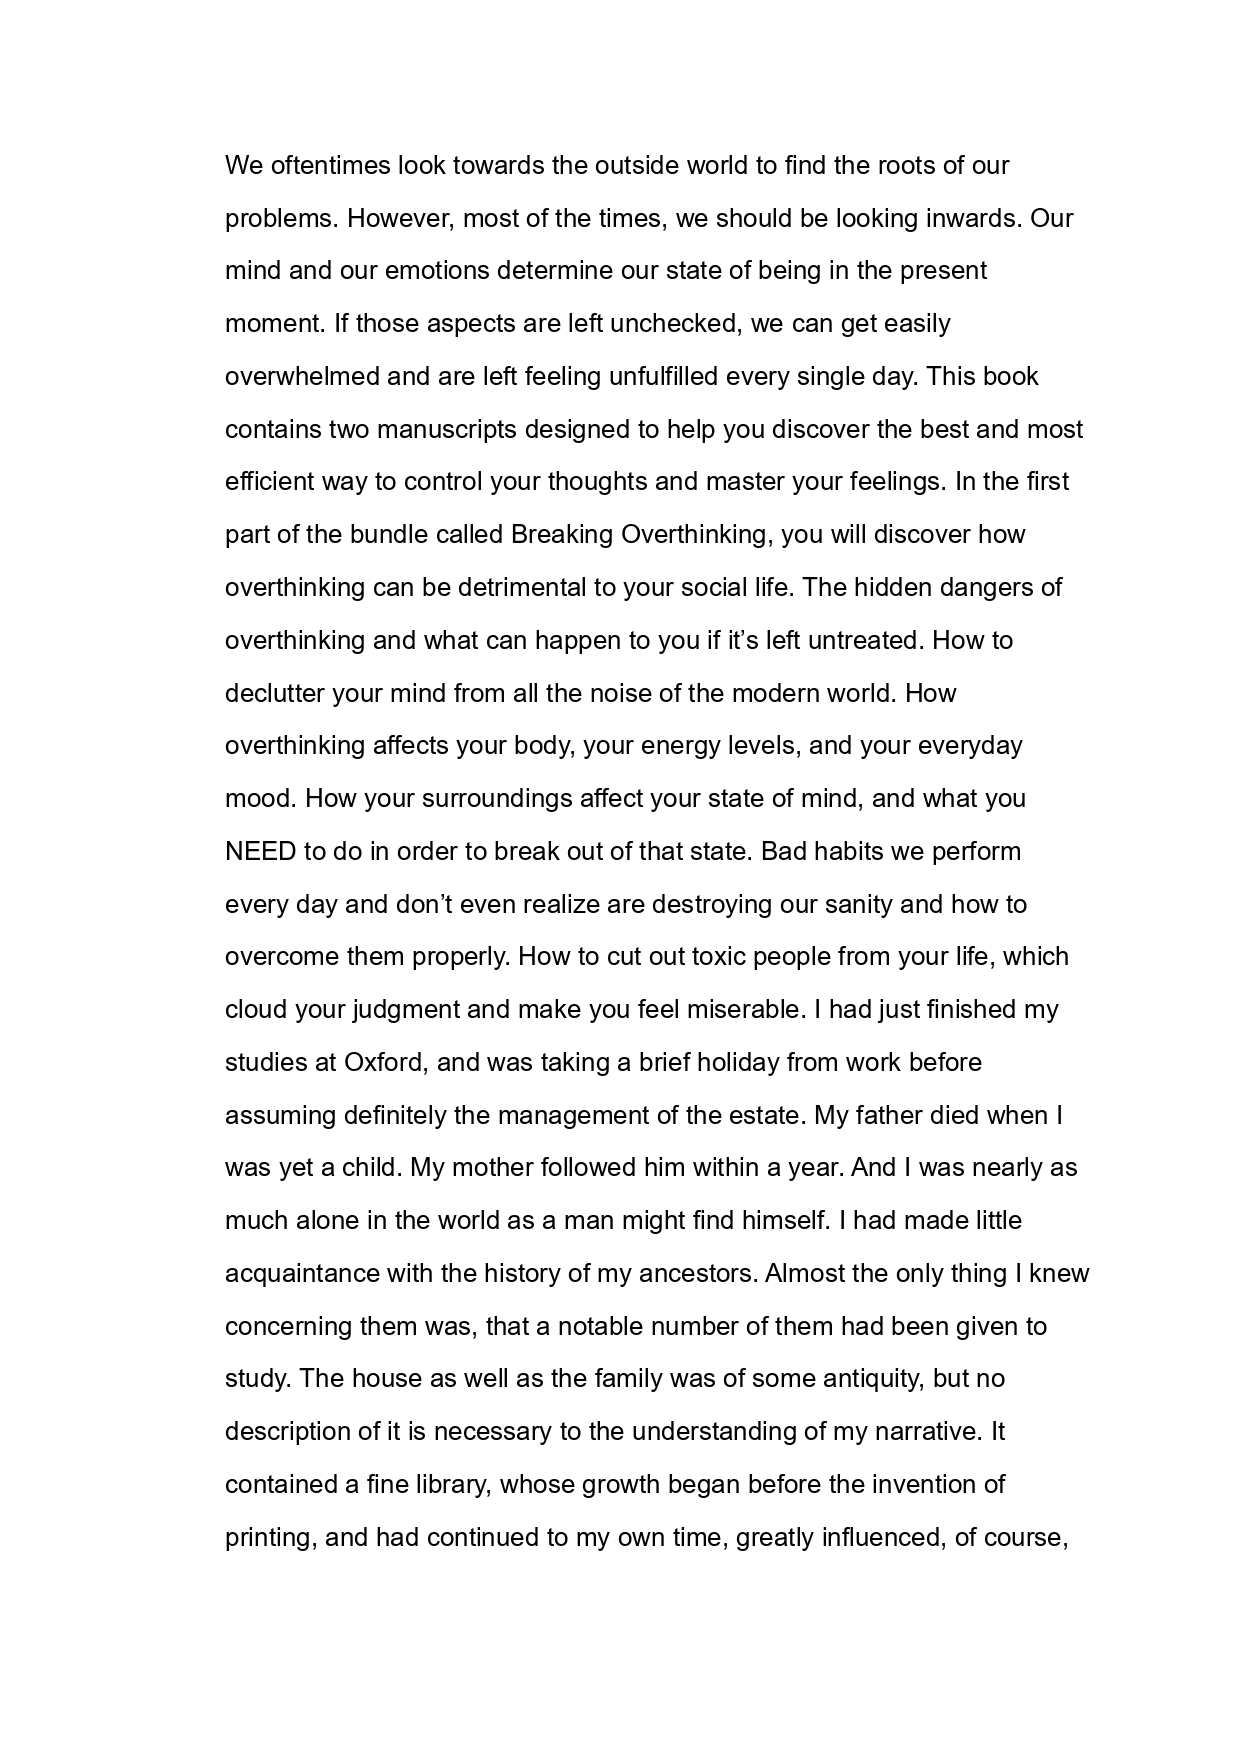 We oftentimes look towards the outside world to find the roots of our
problems. However, most of the times, we should be looking inwards. Our
mind and our emotions determine our state of being in the present
moment. If those aspects are left unchecked, we can get easily
overwhelmed and are left feeling unfulfilled every single day. This book
contains two manuscripts designed to help you discover the best and most
efficient way to control your thoughts and master your feelings. In the first
part of the bundle called Breaking Overthinking, you will discover how
overthinking can be detrimental to your social life. The hidden dangers of
overthinking and what can happen to you if it’s left untreated. How to
declutter your mind from all the noise of the modern world. How
overthinking affects your body, your energy levels, and your everyday
mood. How your surroundings affect your state of mind, and what you
NEED to do in order to break out of that state. Bad habits we perform
every day and don’t even realize are destroying our sanity and how to
overcome them properly. How to cut out toxic people from your life, which
cloud your judgment and make you feel miserable. I had just finished my
studies at Oxford, and was taking a brief holiday from work before
assuming definitely the management of the estate. My father died when I
was yet a child. My mother followed him within a year. And I was nearly as
much alone in the world as a man might find himself. I had made little
acquaintance with the history of my ancestors. Almost the only thing I knew
concerning them was, that a notable number of them had been given to
study. The house as well as the family was of some antiquity, but no
description of it is necessary to the understanding of my narrative. It
contained a fine library, whose growth began before the invention of
printing, and had continued to my own time, greatly influenced, of course,